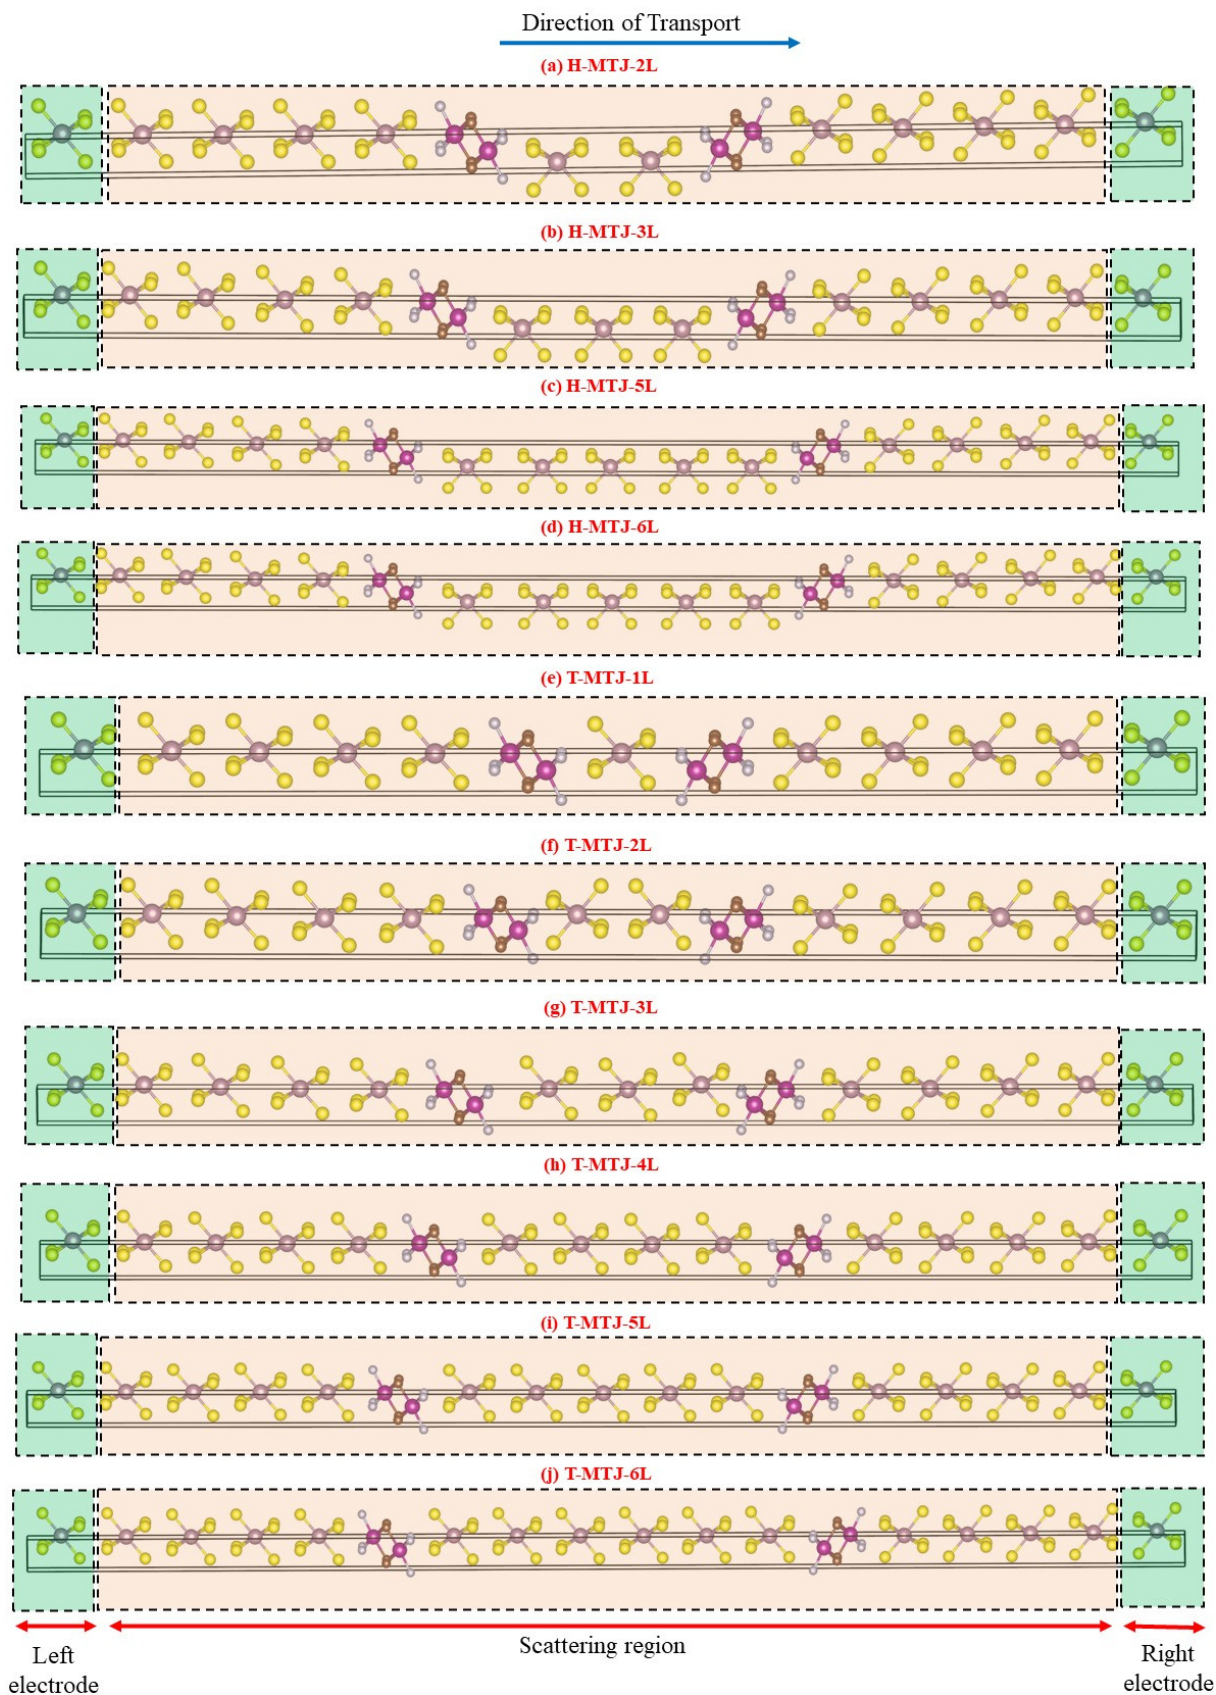 Direction of Transport
(a) H-MTJ-2L
(b) H-MTJ-3L
(c) H-MTJ-5L
(d) H-MTJ-6L
(e) T-MTJ-1L
(f) T-MTJ-2L
(g) T-MTJ-3L
(h) T-MTJ-4L
(i) T-MTJ-5L
(j) T-MTJ-6L
Left
electrode
Scattering region
Right
electrode